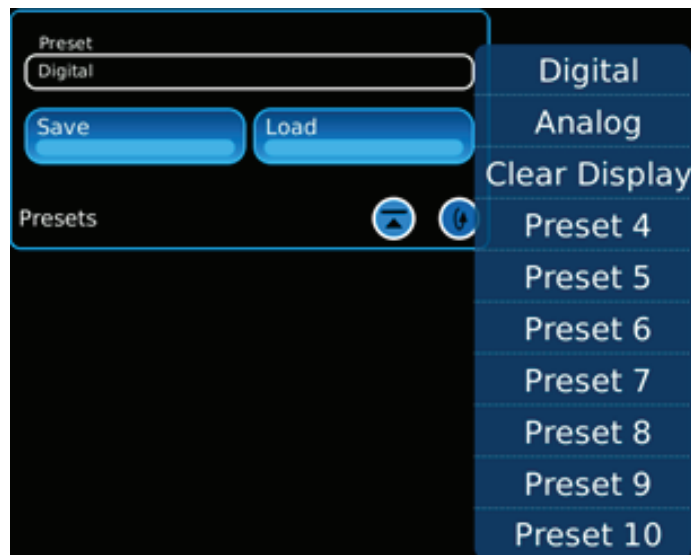 Preset
Digital
Save
Load
Presets
Digital
Analog
Clear Display
Preset 4
Preset 5
Preset 6
Preset 7
Preset 8
Preset 9
Preset 10